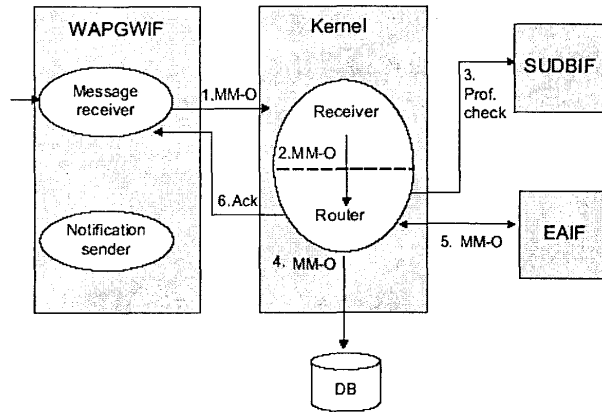 WAPGWIF
Kernel
SUDBIF
Message
receiver
1.MM-O
Receiver
3.
Prof.
check
2.MM-O
6.Ack
Router
Notification
sender
4. MM-O
5. MM-O
EAIF
DB